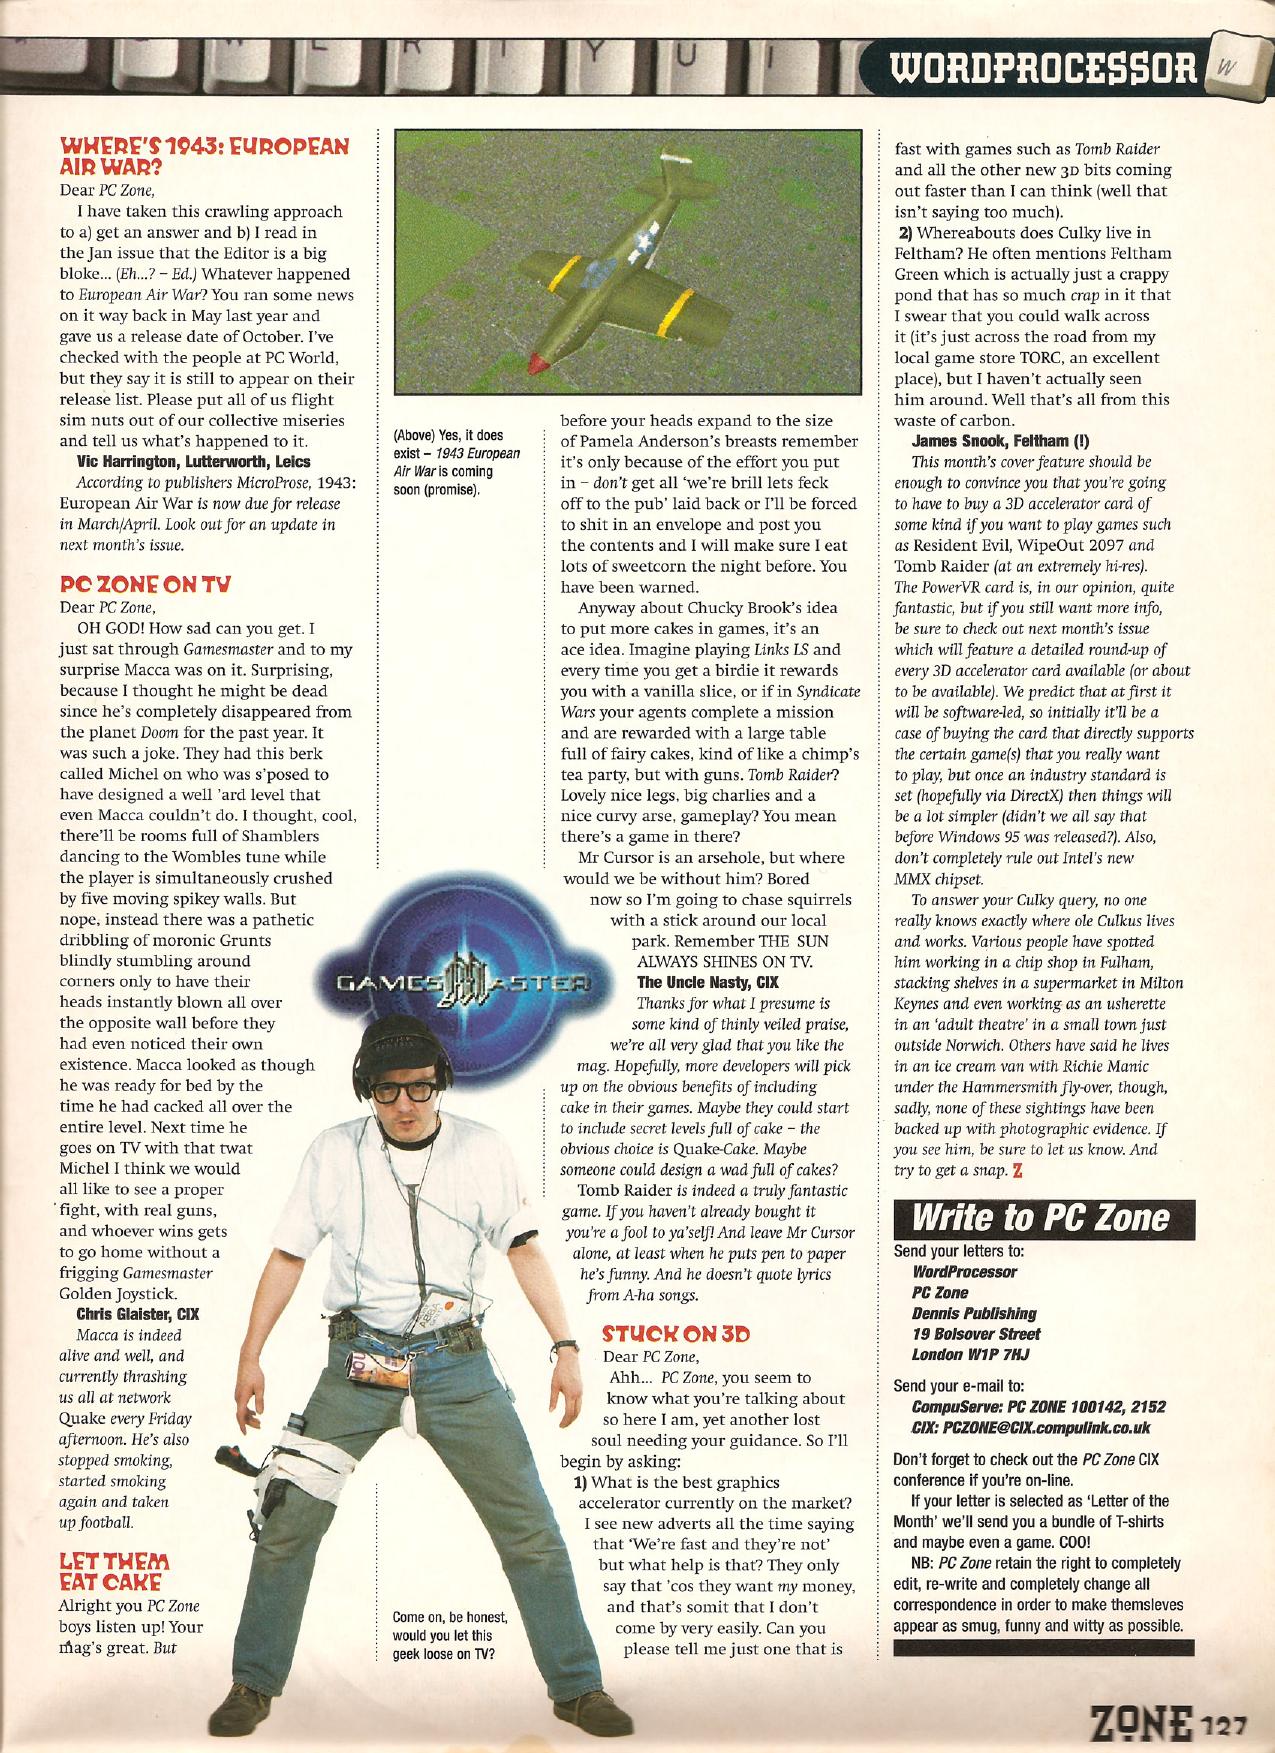 WORDPROCESSOR
W
WHERE'S 1943: EUROPEAN
AIR WAR?
Dear PC Zone,
I have taken this crawling approach
to a) get an answer and b) I read in
the Jan issue that the Editor is a big
bloke... (Eh...? – Ed.) Whatever happened
to European Air War? You ran some news
on it way back in May last year and
gave us a release date of October. I've
checked with the people at PC World,
but they say it is still to appear on their
release list. Please put all of us flight
sim nuts out of our collective miseries
and tell us what's happened to it.
Vic Harrington, Lutterworth, Leics
According to publishers MicroProse, 1943:
European Air War is now due for release
in March/April. Look out for an update in
next month's issue.
PC ZONE ON TV
Dear PC Zone,
OH GOD! How sad can you get. I
just sat through Gamesmaster and to my
surprise Macca was on it. Surprising,
because I thought he might be dead
since he's completely disappeared from
the planet Doom for the past year. It
was such a joke. They had this berk
called Michel on who was s'posed to
have designed a well 'ard level that
even Macca couldn't do. I thought, cool,
there'll be rooms full of Shamblers
dancing to the Wombles tune while
the player is simultaneously crushed
by five moving spikey walls. But
nope, instead there was a pathetic
dribbling of moronic Grunts
blindly stumbling around
corners only to have their
heads instantly blown all over
the opposite wall before they
had even noticed their own
existence. Macca looked as though
he was ready for bed by the
time he had cacked all over the
entire level. Next time he
goes on TV with that twat
Michel I think we would
all like to see a proper
fight, with real guns,
and whoever wins gets
to go home without a
frigging Gamesmaster
Golden Joystick.
Chris Glaister, CIX
Macca is indeed
alive and well, and
currently thrashing
us all at network
Quake every Friday
afternoon. He's also
stopped smoking,
started smoking
again and taken
up football.
LET THEM
EAT CAKE
Alright you PC Zone
boys listen up! Your
mag's great. But
(Above) Yes, it does
exist – 1943 European
Air War is coming
soon (promise).
GAMESMASTER
Come on, be honest,
would you let this
geek loose on TV?
before your heads expand to the size
of Pamela Anderson's breasts remember
it's only because of the effort you put
in – don't get all 'we're brill lets feck
off to the pub' laid back or I'll be forced
to shit in an envelope and post you
the contents and I will make sure I eat
lots of sweetcorn the night before. You
have been warned.
Anyway about Chucky Brook's idea
to put more cakes in games, it's an
ace idea. Imagine playing Links LS and
every time you get a birdie it rewards
you with a vanilla slice, or if in Syndicate
Wars your agents complete a mission
and are rewarded with a large table
full of fairy cakes, kind of like a chimp's
tea party, but with guns. Tomb Raider?
Lovely nice legs, big charlies and a
nice curvy arse, gameplay? You mean
there's a game in there?
Mr Cursor is an arsehole, but where
would we be without him? Bored
now so I'm going to chase squirrels
with a stick around our local
park. Remember THE SUN
ALWAYS SHINES ON TV.
The Uncle Nasty, CIX
Thanks for what I presume is
some kind of thinly veiled praise,
we're all very glad that you like the
mag. Hopefully, more developers will pick
up on the obvious benefits of including
cake in their games. Maybe they could start
to include secret levels full of cake – the
obvious choice is Quake-Cake. Maybe
someone could design a wad full of cakes?
Tomb Raider is indeed a truly fantastic
game. If you haven't already bought it
you're a fool to ya'self! And leave Mr Cursor
alone, at least when he puts pen to paper
he's funny. And he doesn't quote lyrics
from A-ha songs.
STUCK ON 3D
Dear PC Zone,
Ahh... PC Zone, you seem to
know what you're talking about
so here I am, yet another lost
soul needing your guidance. So I'll
begin by asking:
1) What is the best graphics
accelerator currently on the market?
I see new adverts all the time saying
that 'We're fast and they're not'
but what help is that? They only
say that 'cos they want my money,
and that's somit that I don't
come by very easily. Can you
please tell me just one that is
fast with games such as Tomb Raider
and all the other new 3D bits coming
out faster than I can think (well that
isn't saying too much).
2) Whereabouts does Culky live in
Feltham? He often mentions Feltham
Green which is actually just a crappy
pond that has so much crap in it that
I swear that you could walk across
it (it's just across the road from my
local game store TORC, an excellent
place), but I haven't actually seen
him around. Well that's all from this
waste of carbon.
James Snook, Feltham (!)
This month's cover feature should be
enough to convince you that you're going
to have to buy a 3D accelerator card of
some kind if you want to play games such
as Resident Evil, WipeOut 2097 and
Tomb Raider (at an extremely hi-res).
The PowerVR card is, in our opinion, quite
fantastic, but if you still want more info,
be sure to check out next month's issue
which will feature a detailed round-up of
every 3D accelerator card available (or about
to be available). We predict that at first it
will be software-led, so initially it'll be a
case of buying the card that directly supports
the certain game(s) that you really want
to play, but once an industry standard is
set (hopefully via DirectX) then things will
be a lot simpler (didn't we all say that
before Windows 95 was released?). Also,
don't completely rule out Intel's new
MMX chipset.
To answer your Culky query, no one
really knows exactly where ole Culkus lives
and works. Various people have spotted
him working in a chip shop in Fulham,
stacking shelves in a supermarket in Milton
Keynes and even working as an usherette
in an 'adult theatre' in a small town just
outside Norwich. Others have said he lives
in an ice cream van with Richie Manic
under the Hammersmith fly-over, though,
sadly, none of these sightings have been
backed up with photographic evidence. If
you see him, be sure to let us know. And
try to get a snap. Z
Write to PC Zone
Send your letters to:
WordProcessor
PC Zone
Dennis Publishing
19 Bolsover Street
London W1P 7HJ
Send your e-mail to:
CompuServe: PC ZONE 100142, 2152
CIX: PCZONE@CIX.compulink.co.uk
Don't forget to check out the PC Zone CIX
conference if you're on-line.
If your letter is selected as 'Letter of the
Month' we'll send you a bundle of T-shirts
and maybe even a game. COO!
NB: PC Zone retain the right to completely
edit, re-write and completely change all
correspondence in order to make themsleves
appear as smug, funny and witty as possible.
ZONE 127